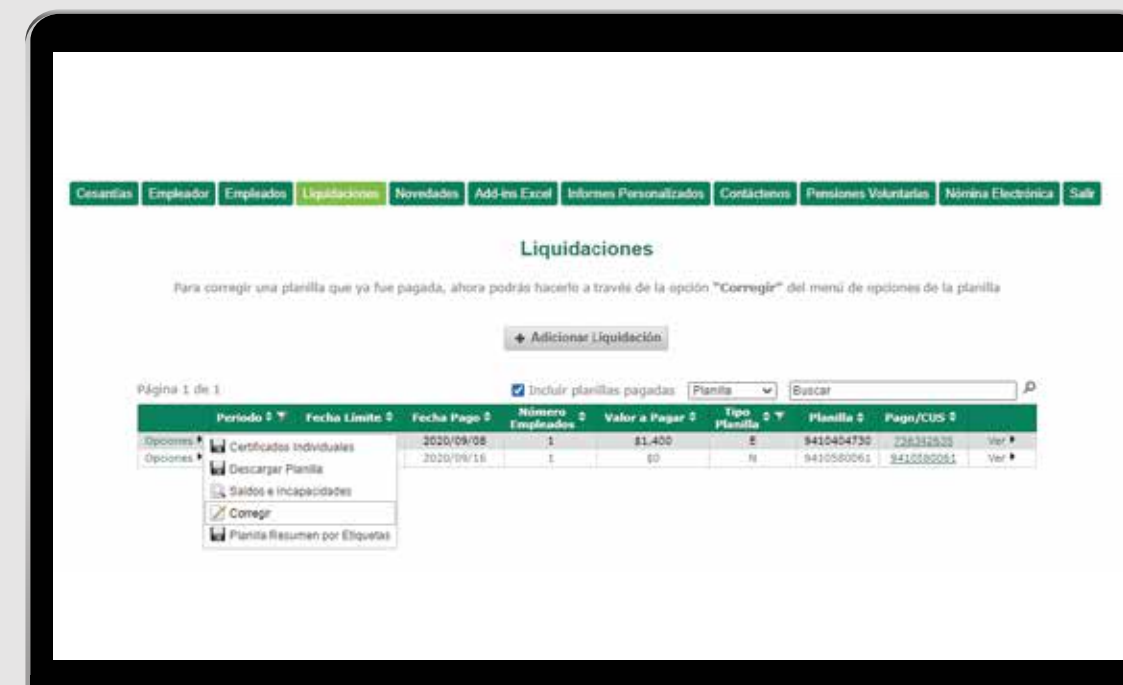 Cesantías Empleador Empleados Liquidaciones Novedades Add-ins Excel Informes Personalizados Contáctenos Pensiones Voluntarias Nómina Electrónica Salir
Liquidaciones
Para corregir una planilla que ya fue pagada, ahora podrás hacerlo a través de la opción "Corregir" del menú de opciones de la planilla
+ Adicionar Liquidación
Página 1 de 1 Incluir planillas pagadas Planilla Buscar
Período Fecha Límite Fecha Pago Número Empleados Valor a Pagar Tipo Planilla Planilla Pago/CUS
Opciones 2020/09/08 1 $1,400 E 9410404730 Ver
Opciones 2020/09/16 1 $0 N 9410580061 9410580061 Ver
Certificados Individuales
Descargar Planilla
Saldos e Incapacidades
Corregir
Planilla Resumen por Etiquetas